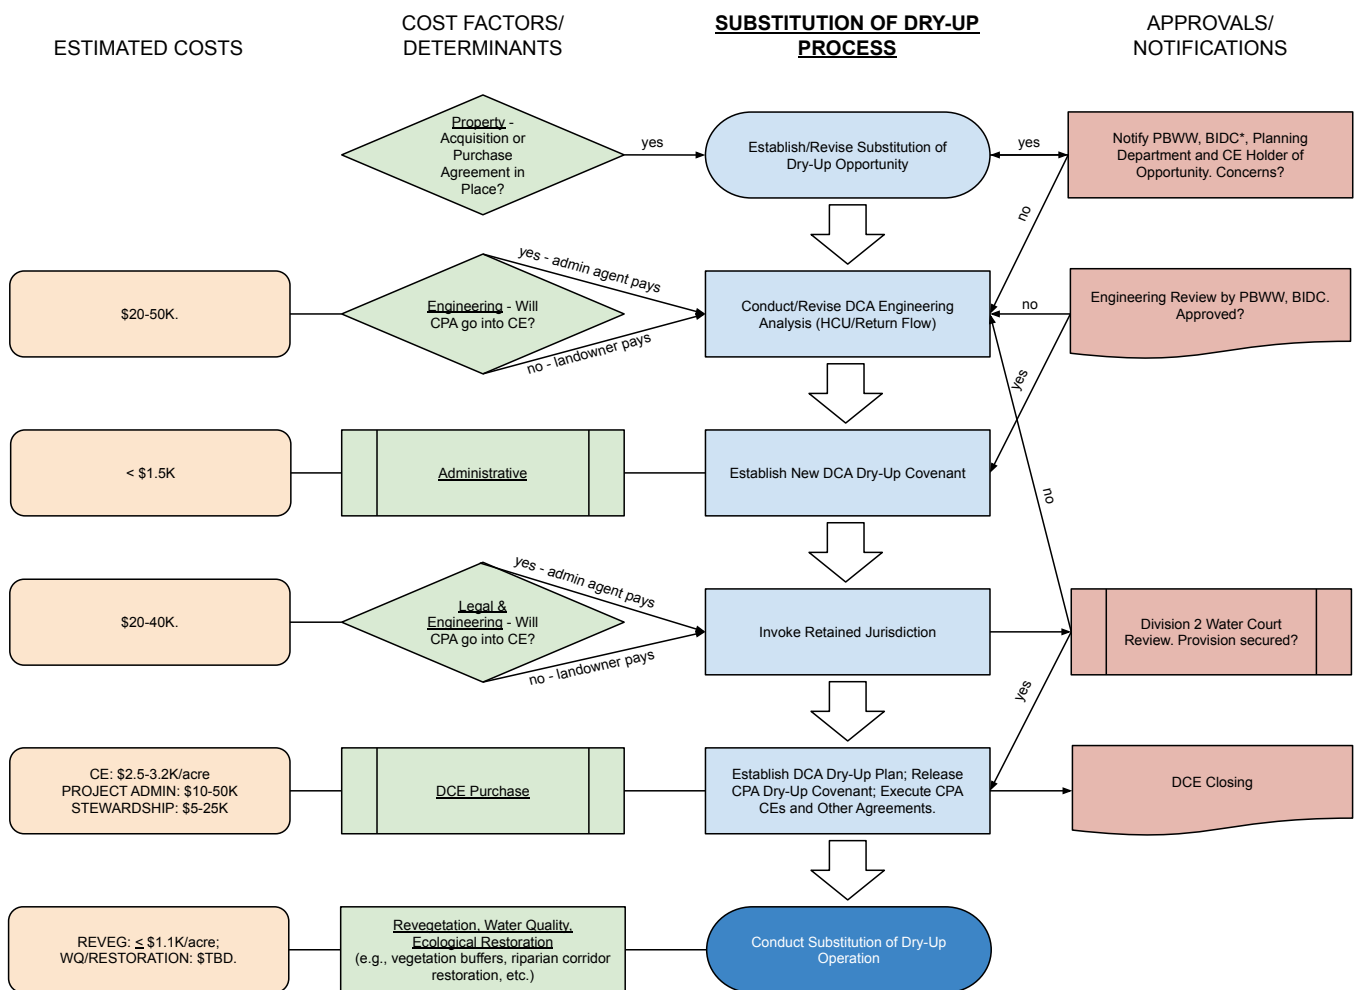 ESTIMATED COSTS
COST FACTORS/
DETERMINANTS
SUBSTITUTION OF DRY-UP
PROCESS
APPROVALS/
NOTIFICATIONS
Property -
Acquisition or
Purchase
Agreement in
Place?
yes
Establish/Revise Substitution of
Dry-Up Opportunity
yes
Notify PBWW, BIDC*, Planning
Department and CE Holder of
Opportunity. Concerns?
no
$20-50K.
Engineering - Will
CPA go into CE?
yes - admin agent pays
no - landowner pays
Conduct/Revise DCA Engineering
Analysis (HCU/Return Flow)
no
Engineering Review by PBWW, BIDC.
Approved?
yes
< $1.5K
Administrative
Establish New DCA Dry-Up Covenant
no
$20-40K.
Legal &
Engineering - Will
CPA go into CE?
yes - admin agent pays
no - landowner pays
Invoke Retained Jurisdiction
Division 2 Water Court
Review. Provision secured?
yes
CE: $2.5-3.2K/acre
PROJECT ADMIN: $10-50K
STEWARDSHIP: $5-25K
DCE Purchase
Establish DCA Dry-Up Plan; Release
CPA Dry-Up Covenant; Execute CPA
CEs and Other Agreements.
DCE Closing
REVEG: < $1.1K/acre;
WQ/RESTORATION: $TBD.
Revegetation, Water Quality,
Ecological Restoration
(e.g., vegetation buffers, riparian corridor
restoration, etc.)
Conduct Substitution of Dry-Up
Operation